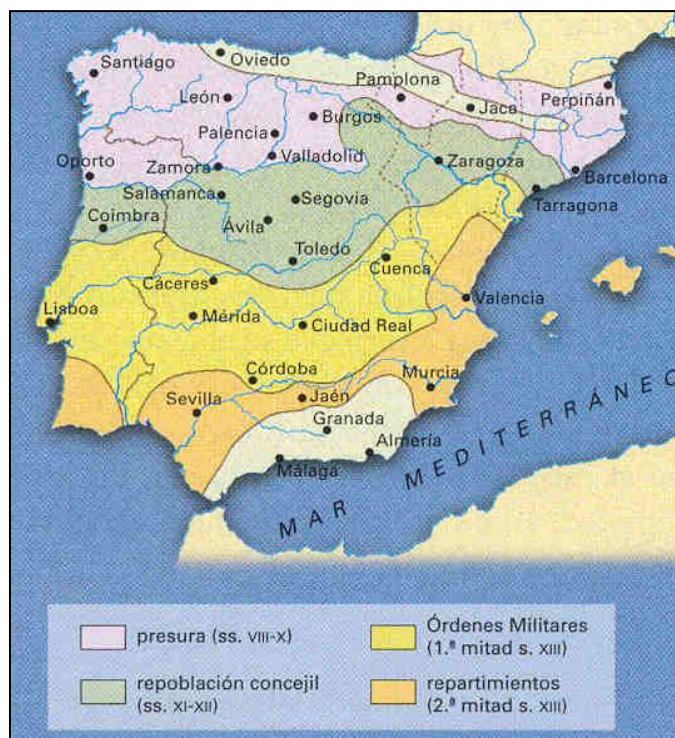 Santiago
Oviedo
León
Pamplona
Jaca
Perpiñán
Burgos
Palencia
Oporto
Zamora
Valladolid
Zaragoza
Barcelona
Salamanca
Segovia
Tarragona
Coimbra
Ávila
Toledo
Cuenca
Cáceres
Lisboa
Mérida
Valencia
Ciudad Real
Córdoba
Sevilla
Jaén
Murcia
Granada
Almería
Málaga
MAR MEDITERRÁNEO
presura (ss. VIII-X)
repoblación concejil
(ss. XI-XII)
Órdenes Militares
(1.ª mitad s. XIII)
repartimientos
(2.ª mitad s. XIII)